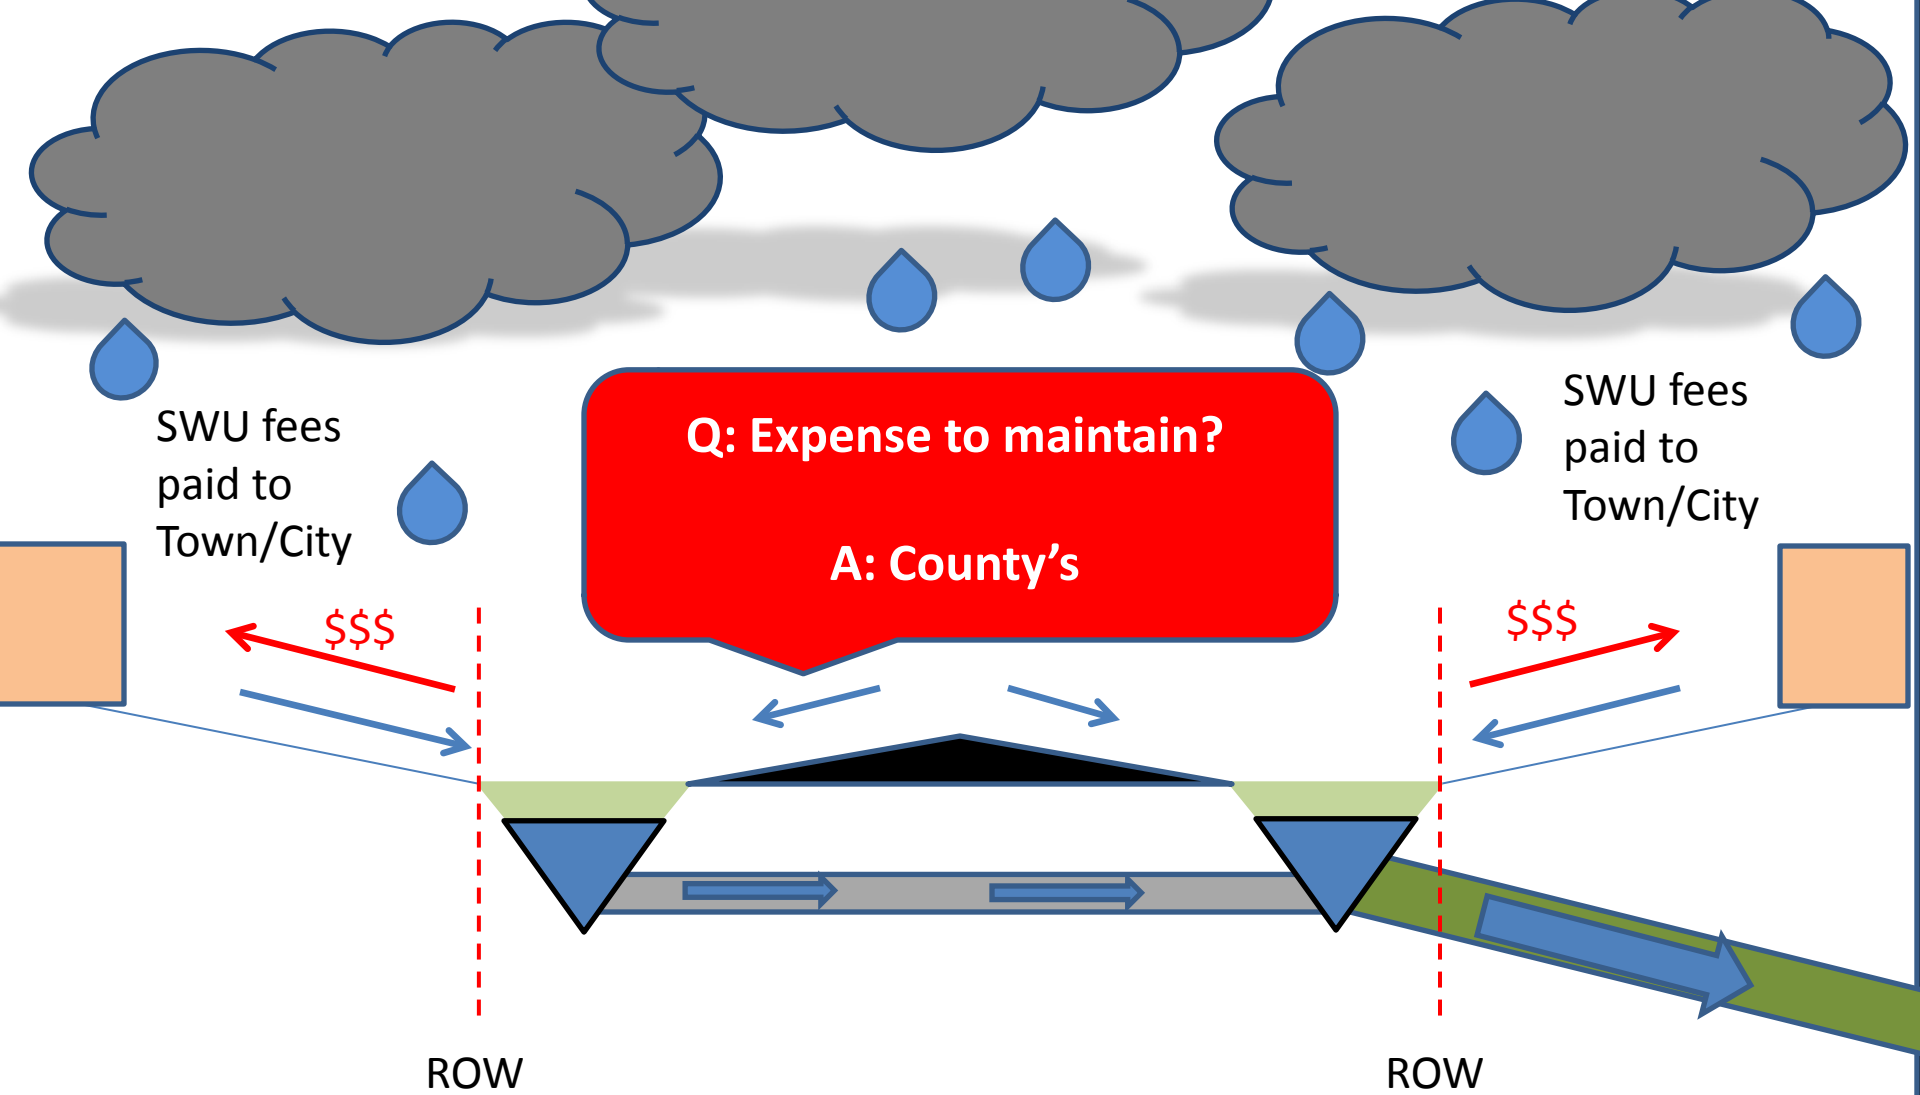 SWU fees
paid to
Town/City
$$$
Q: Expense to maintain?
A: County’s
SWU fees
paid to
Town/City
$$$
ROW
ROW